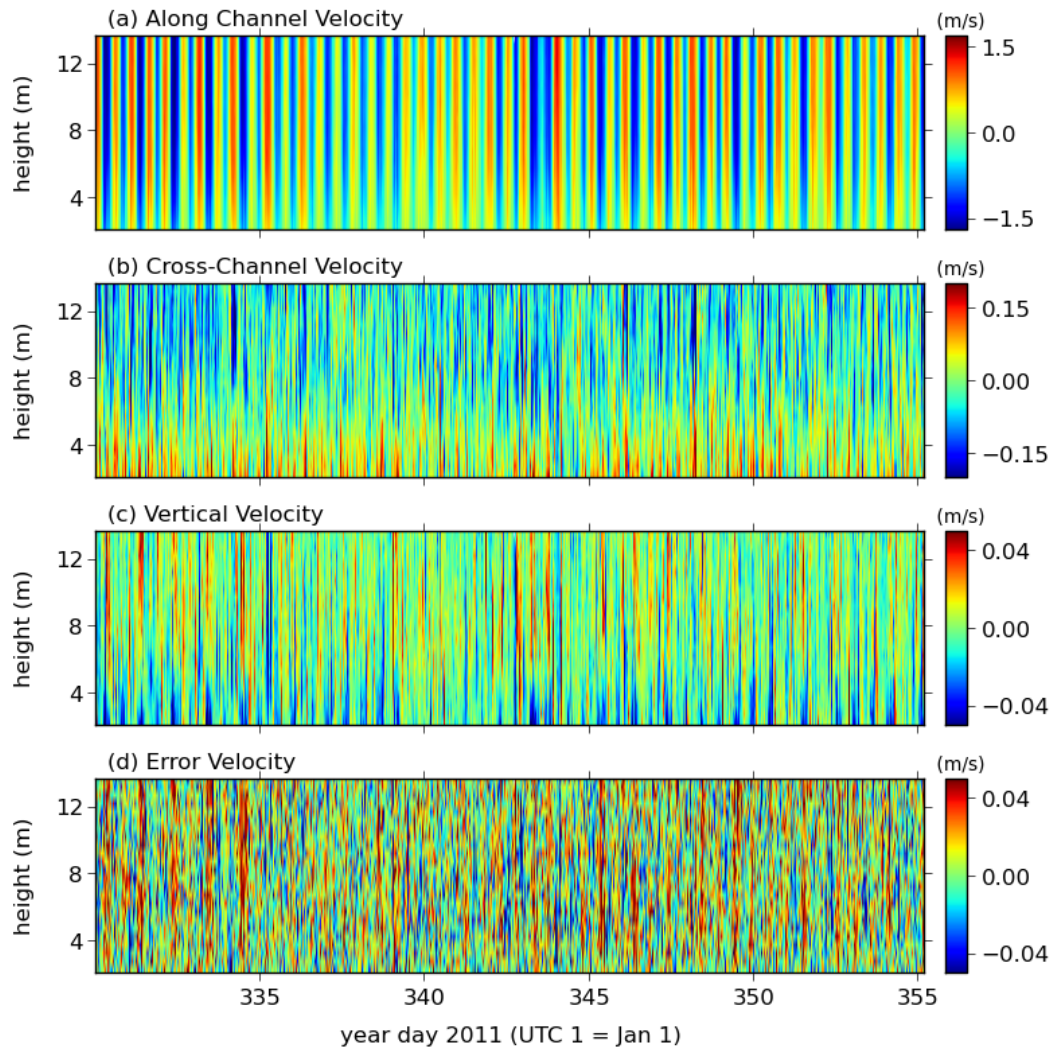 (a) Along Channel Velocity
(m/s)
height (m)
12
8
4
1.5
0.0
−1.5
(b) Cross-Channel Velocity
(m/s)
height (m)
12
8
4
0.15
0.00
−0.15
(c) Vertical Velocity
(m/s)
height (m)
12
8
4
0.04
0.00
−0.04
(d) Error Velocity
(m/s)
height (m)
12
8
4
0.04
0.00
−0.04
335 340 345 350 355
year day 2011 (UTC 1 = Jan 1)